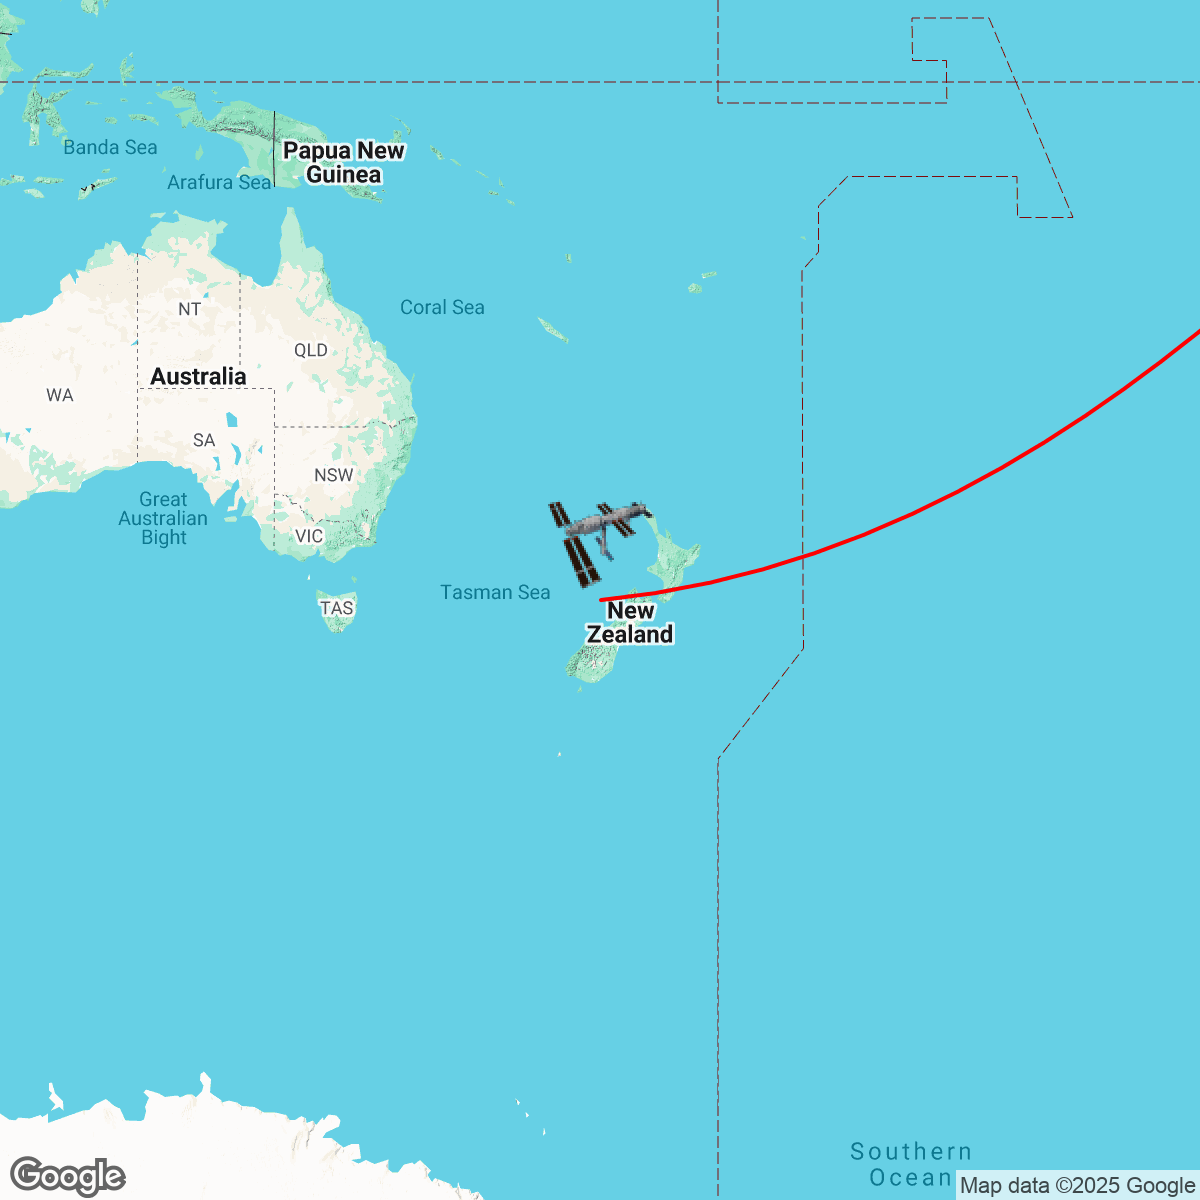 Banda Sea
Papua New
Guinea
Arafura Sea
NT
Coral Sea
QLD
Australia
WA
SA
NSW
Great
Australian
Bight
VIC
Tasman Sea
TAS
New
Zealand
Southern
Ocean
Google
Map data ©2025 Google